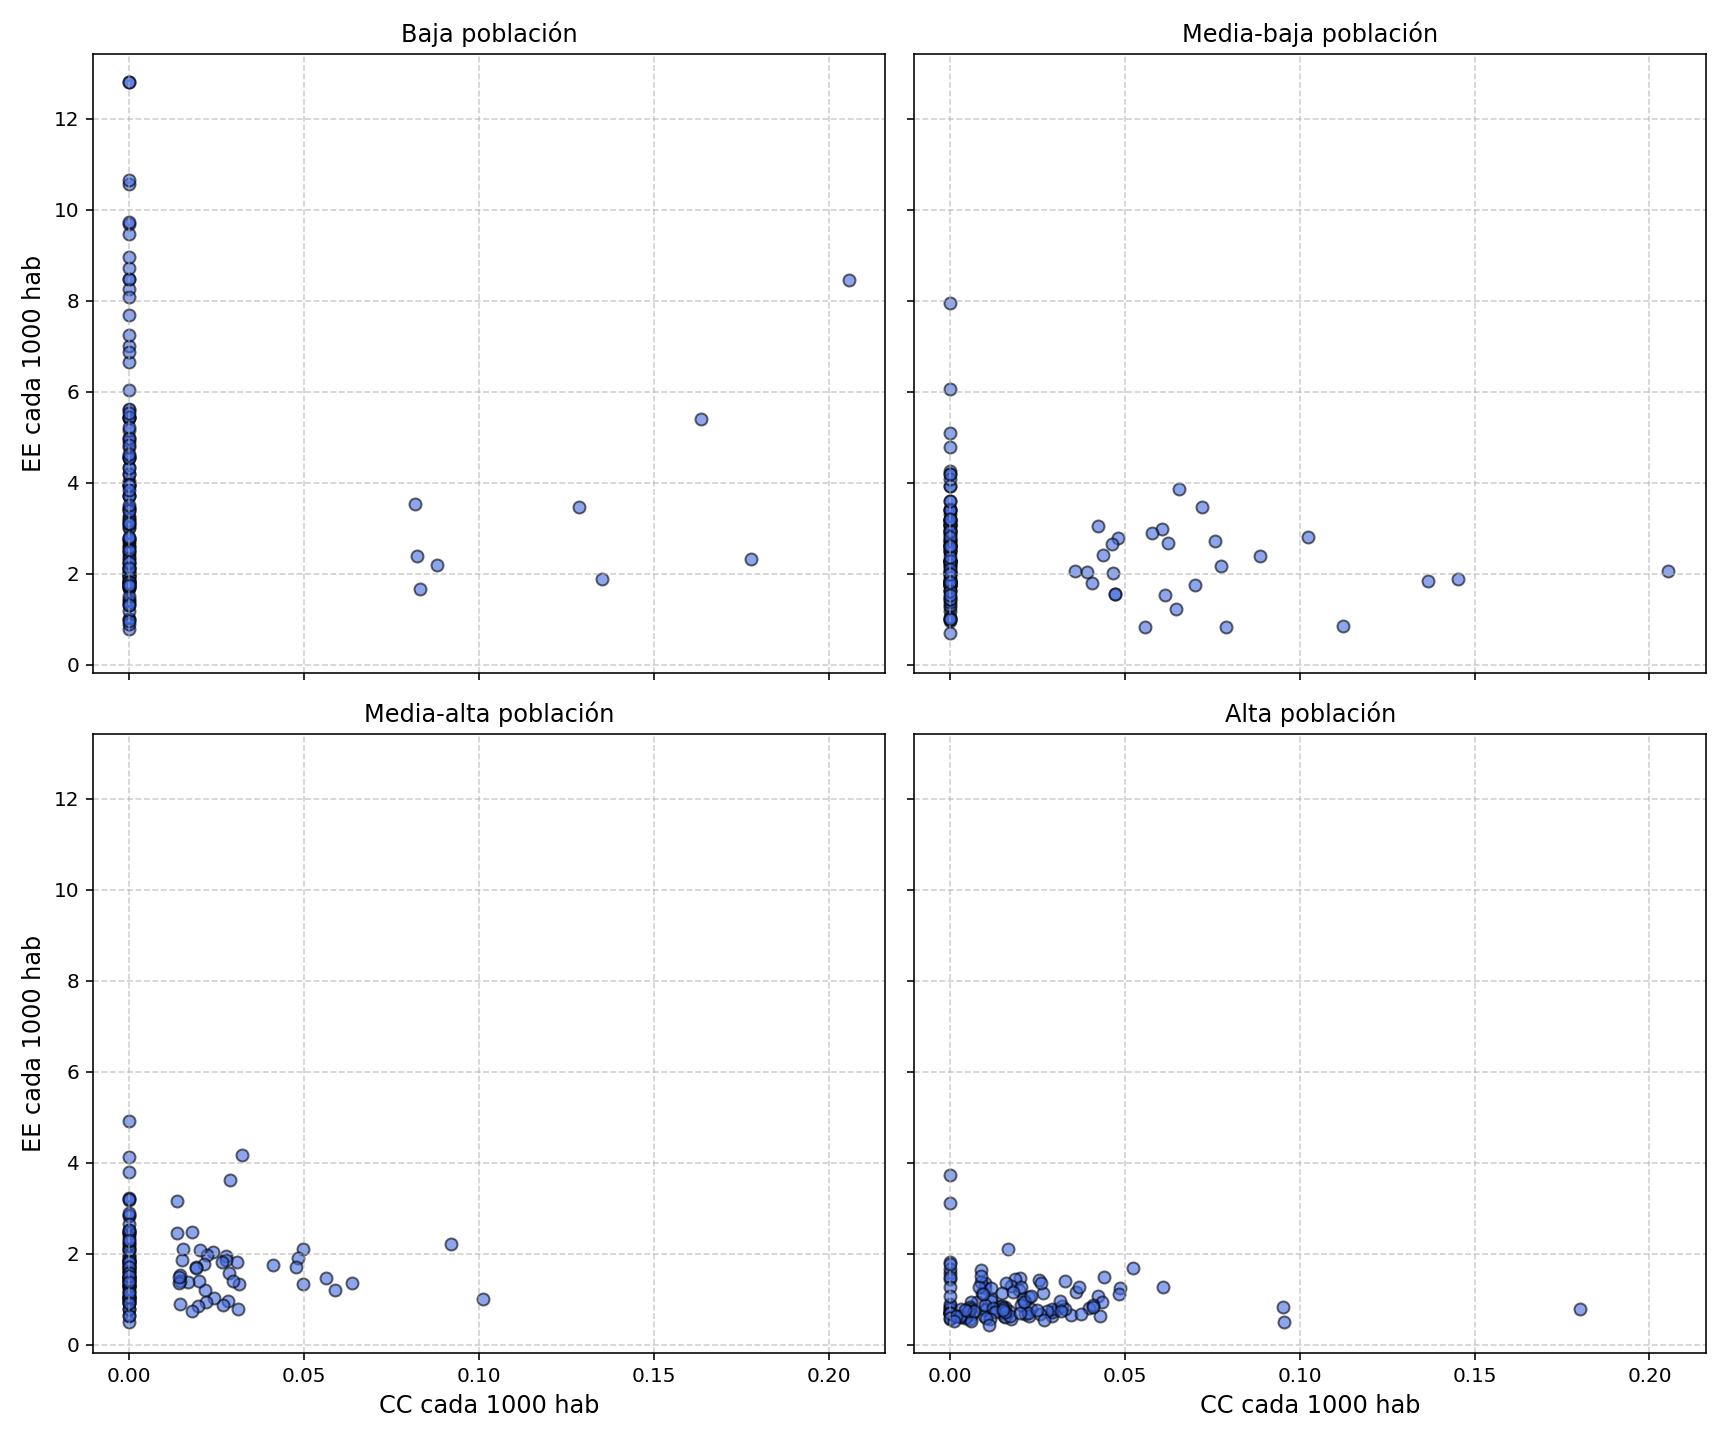 Baja población
Media-baja población
12
10
8
6
4
2
0
EE cada 1000 hab
Media-alta población
Alta población
12
10
8
6
4
2
0
EE cada 1000 hab
0.00 0.05 0.10 0.15 0.20
0.00 0.05 0.10 0.15 0.20
CC cada 1000 hab
CC cada 1000 hab